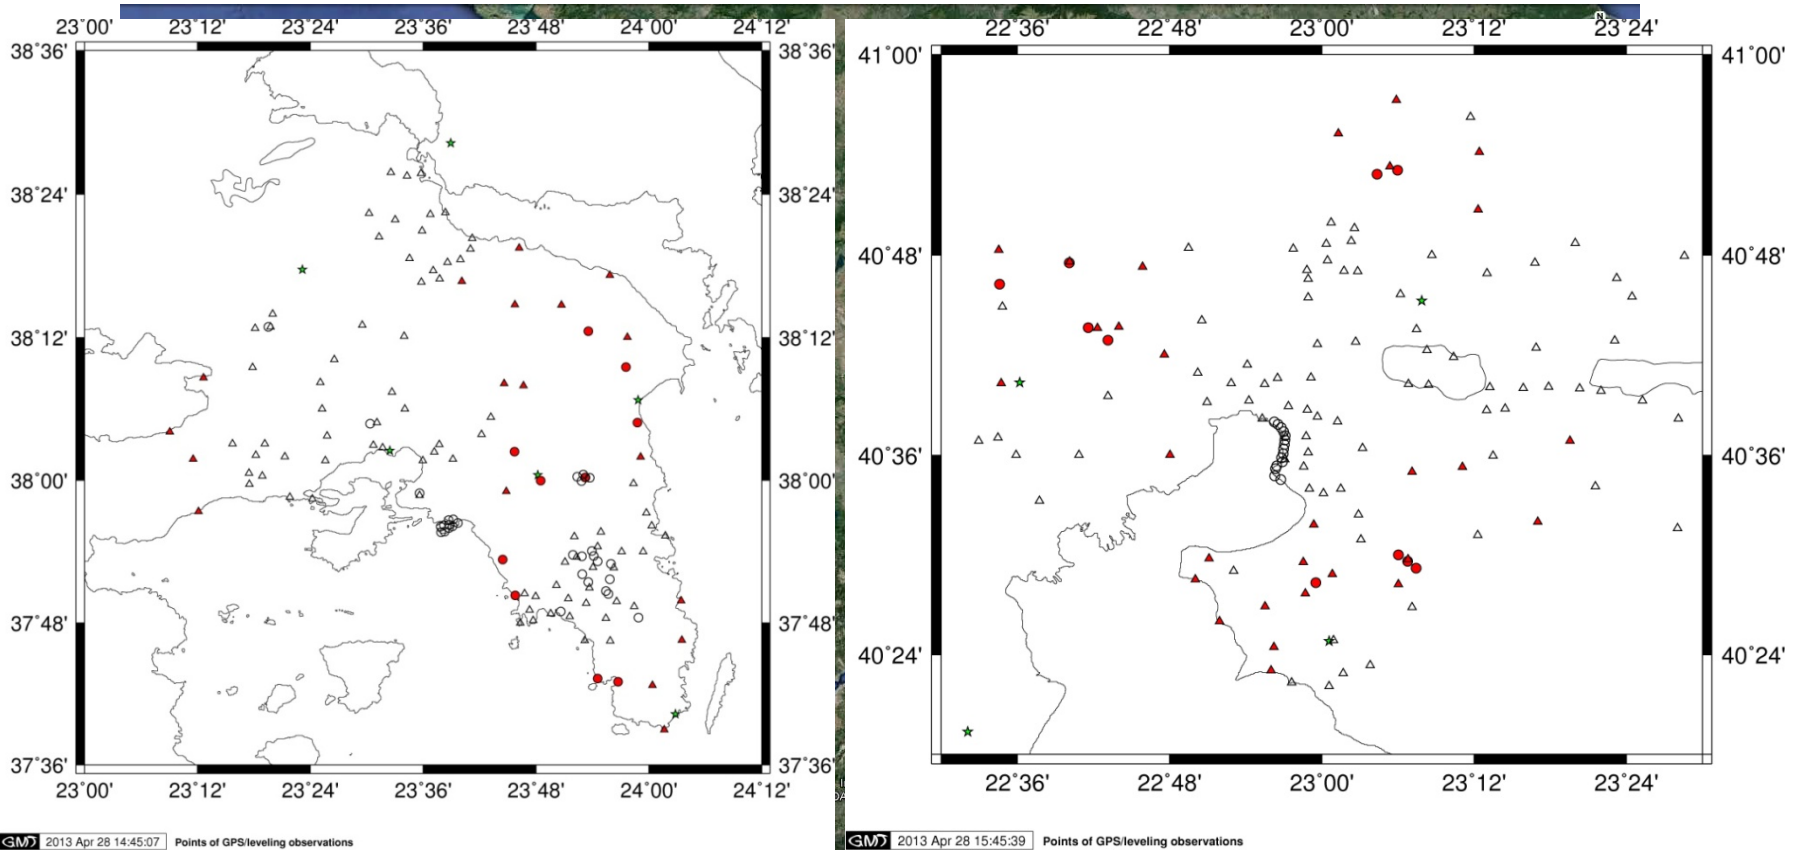 23°00' 23°12' 23°24' 23°36' 23°48' 24°00' 24°12'
38°36' 38°36'
38°24' 38°24'
38°12' 38°12'
38°00' 38°00'
37°48' 37°48'
37°36' 37°36'
23°00' 23°12' 23°24' 23°36' 23°48' 24°00' 24°12'
GMT 2013 Apr 28 14:45:07 Points of GPS/leveling observations
N
22°36' 22°48' 23°00' 23°12' 23°24'
41°00' 41°00'
40°48' 40°48'
40°36' 40°36'
40°24' 40°24'
22°36' 22°48' 23°00' 23°12' 23°24'
GMT 2013 Apr 28 15:45:39 Points of GPS/leveling observations